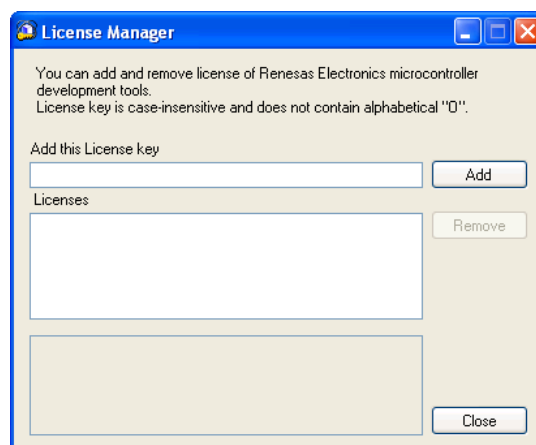 License Manager
You can add and remove license of Renesas Electronics microcontroller
development tools.
License key is case-insensitive and does not contain alphabetical "O".
Add this License key
Add
Licenses
Remove
Close